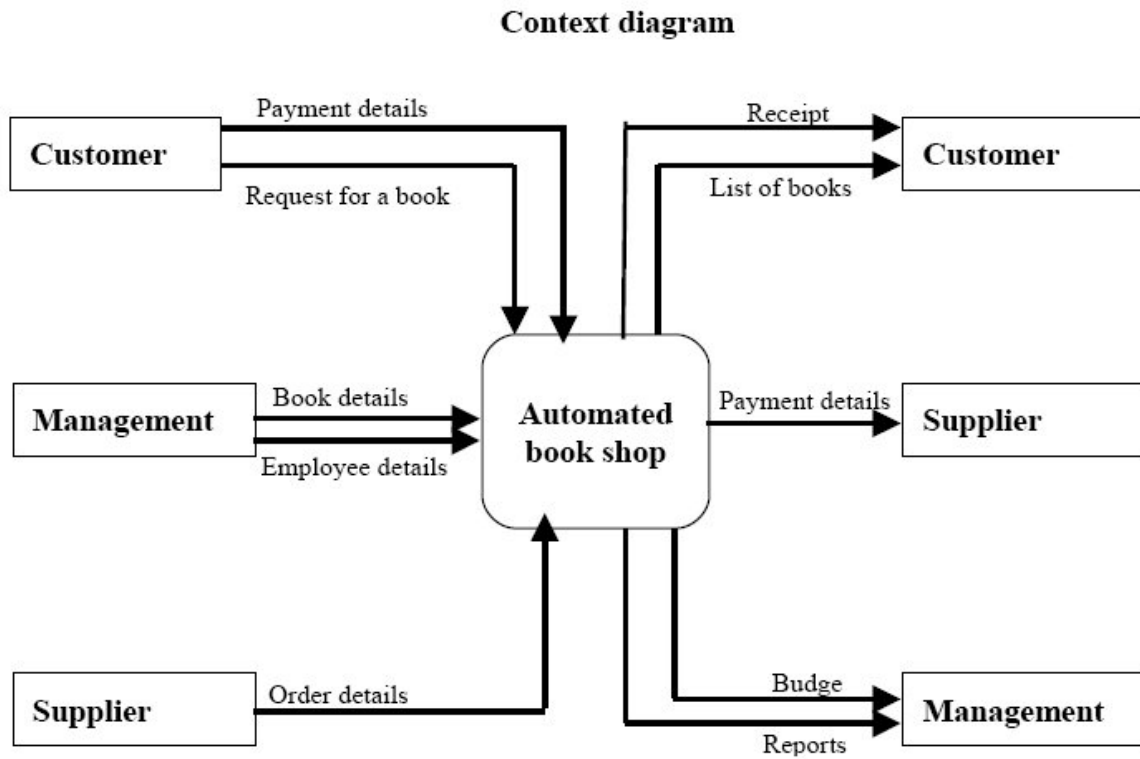 Context diagram
Payment details
Receipt
Customer
Customer
Request for a book
List of books
Book details
Payment details
Management
Automated
book shop
Supplier
Employee details
Supplier
Order details
Budge
Management
Reports